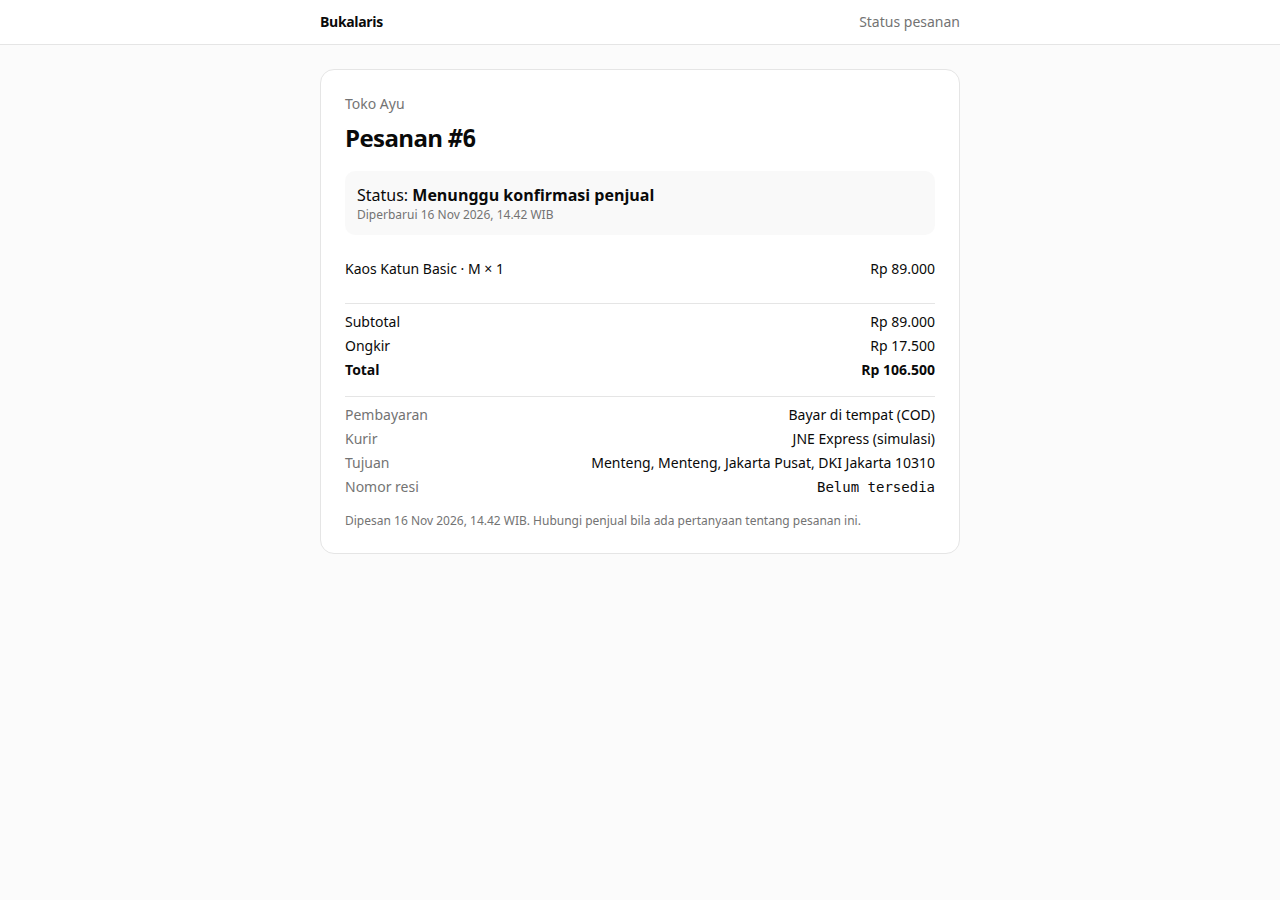 Bukalaris
Status pesanan
Toko Ayu
Pesanan #6
Status: Menunggu konfirmasi penjual
Diperbarui 16 Nov 2026, 14.42 WIB
Kaos Katun Basic · M × 1 Rp 89.000
Subtotal Rp 89.000
Ongkir Rp 17.500
Total Rp 106.500
Pembayaran Bayar di tempat (COD)
Kurir JNE Express (simulasi)
Tujuan Menteng, Menteng, Jakarta Pusat, DKI Jakarta 10310
Nomor resi Belum tersedia
Dipesan 16 Nov 2026, 14.42 WIB. Hubungi penjual bila ada pertanyaan tentang pesanan ini.